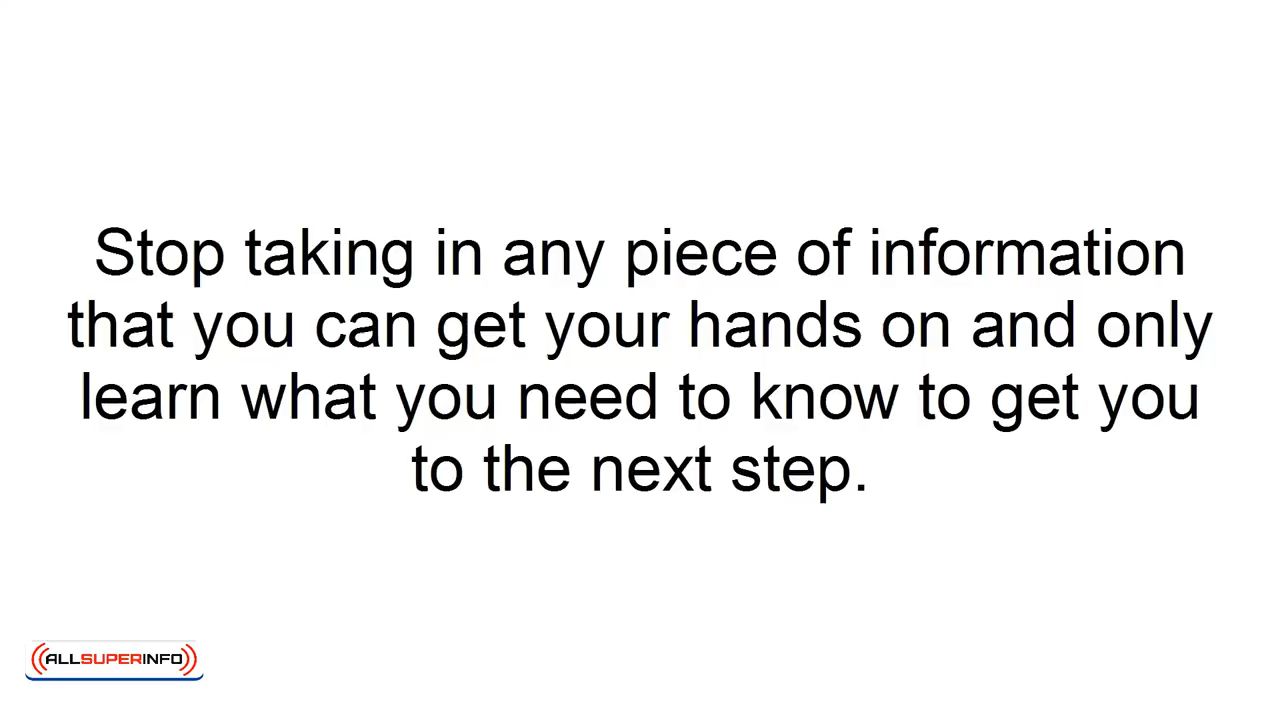 Stop taking in any piece of information
that you can get your hands on and only
learn what you need to know to get you
to the next step.
ALLSUPERINFO